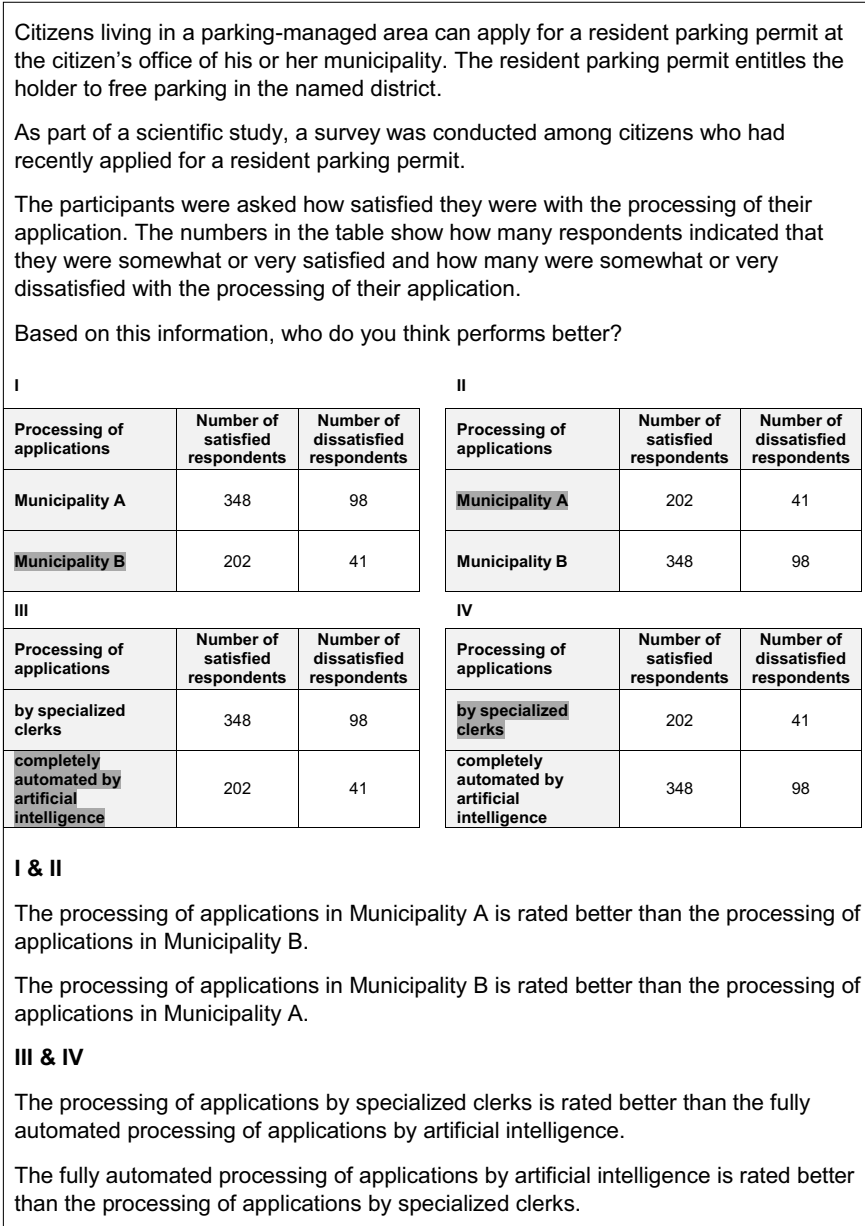 Citizens living in a parking-managed area can apply for a resident parking permit at
the citizen’s office of his or her municipality. The resident parking permit entitles the
holder to free parking in the named district.
As part of a scientific study, a survey was conducted among citizens who had
recently applied for a resident parking permit.
The participants were asked how satisfied they were with the processing of their
application. The numbers in the table show how many respondents indicated that
they were somewhat or very satisfied and how many were somewhat or very
dissatisfied with the processing of their application.
Based on this information, who do you think performs better?
I
Processing of
applications
Number of
satisfied
respondents
Number of
dissatisfied
respondents
Municipality A
348
98
Municipality B
202
41
II
Processing of
applications
Number of
satisfied
respondents
Number of
dissatisfied
respondents
Municipality A
202
41
Municipality B
348
98
III
Processing of
applications
Number of
satisfied
respondents
Number of
dissatisfied
respondents
by specialized
clerks
348
98
completely
automated by
artificial
intelligence
202
41
IV
Processing of
applications
Number of
satisfied
respondents
Number of
dissatisfied
respondents
by specialized
clerks
202
41
completely
automated by
artificial
intelligence
348
98
I & II
The processing of applications in Municipality A is rated better than the processing of
applications in Municipality B.
The processing of applications in Municipality B is rated better than the processing of
applications in Municipality A.
III & IV
The processing of applications by specialized clerks is rated better than the fully
automated processing of applications by artificial intelligence.
The fully automated processing of applications by artificial intelligence is rated better
than the processing of applications by specialized clerks.